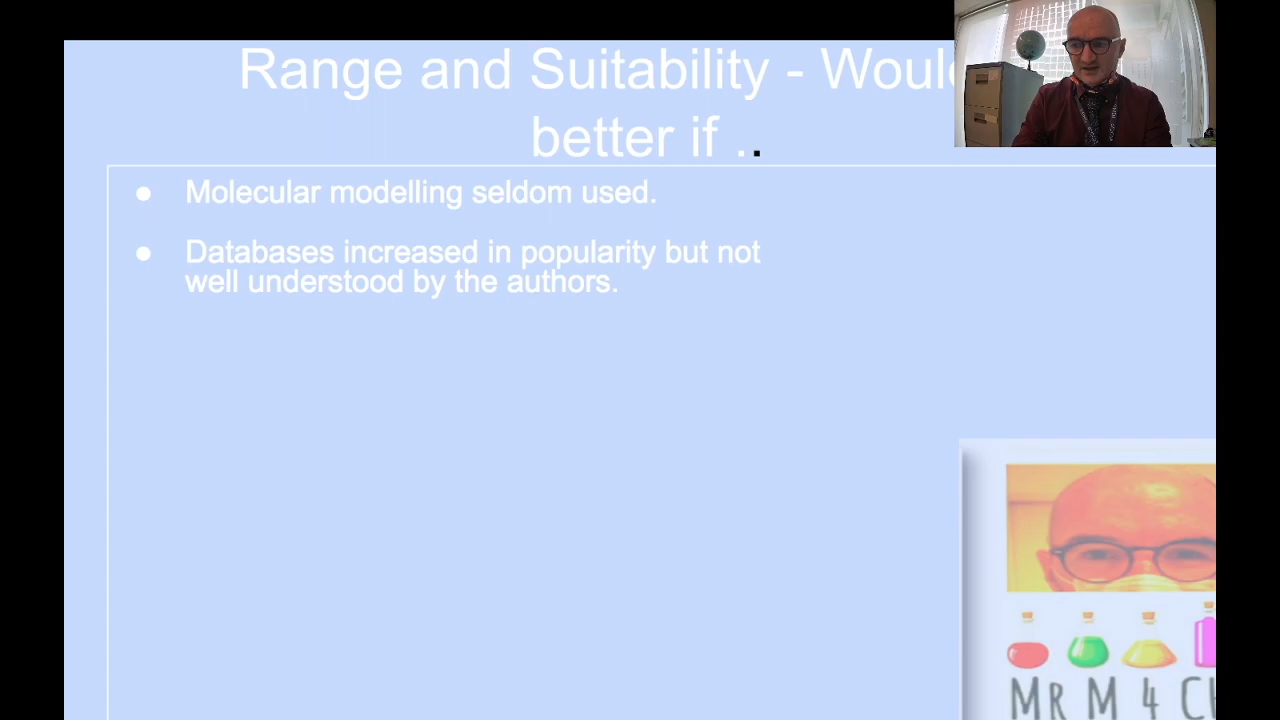 Range and Suitability - Would
better if ..
● Molecular modelling seldom used.
● Databases increased in popularity but not
well understood by the authors.
MR M 4